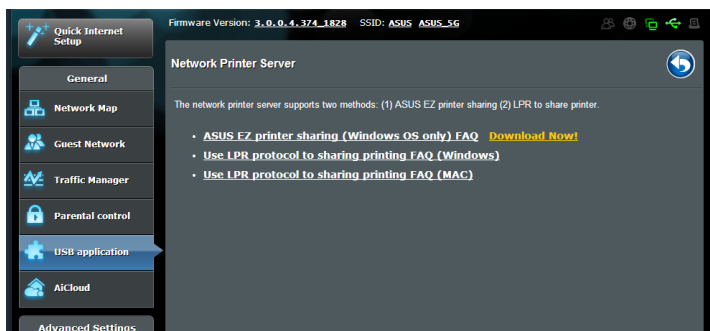 Quick Internet
Setup
Firmware Version: 3.0.0.4.374_1828 SSID: ASUS ASUS_5G
General
Network Map
Guest Network
Traffic Manager
Parental control
USB application
AiCloud
Advanced Settings
Network Printer Server
The network printer server supports two methods: (1) ASUS EZ printer sharing (2) LPR to share printer.
ASUS EZ printer sharing (Windows OS only) FAQ Download Now!
Use LPR protocol to sharing printing FAQ (Windows)
Use LPR protocol to sharing printing FAQ (MAC)